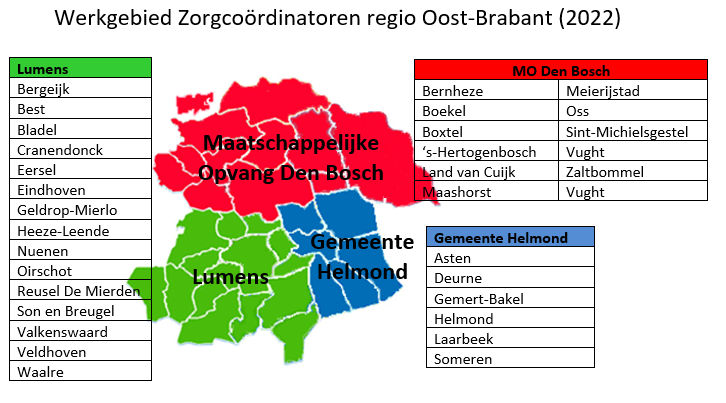 Werkgebied Zorgcoördinatoren regio Oost-Brabant (2022)
Lumens
Bergeijk
Best
Bladel
Cranendonck
Eersel
Eindhoven
Geldrop-Mierlo
Heeze-Leende
Nuenen
Oirschot
Reusel De Mierden
Son en Breugel
Valkenswaard
Veldhoven
Waalre
Maatschappelijke
Opvang Den Bosch
Gemeente
Helmond
Lumens
MO Den Bosch
Bernheze Meierijstad
Boekel Oss
Boxtel Sint-Michielsgestel
‘s-Hertogenbosch Vught
Land van Cuijk Zaltbommel
Maashorst Vught
Gemeente Helmond
Asten
Deurne
Gemert-Bakel
Helmond
Laarbeek
Someren